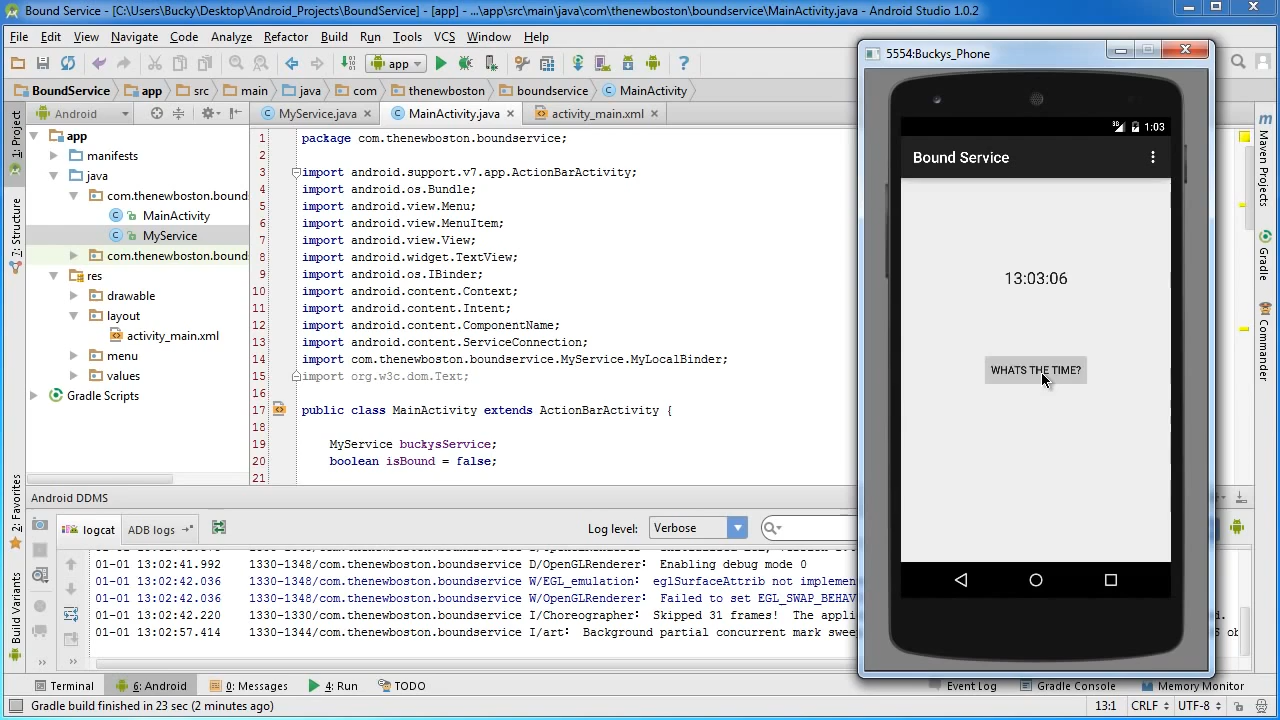 Bound Service - [C:\Users\Bucky\Desktop\Android_Projects\BoundService] - [app] - ...\app\src\main\java\com\thenewboston\boundservice\MainActivity.java - Android Studio 1.0.2
File Edit View Navigate Code Analyze Refactor Build Run Tools VCS Window Help
app
BoundService app src main java com thenewboston boundservice MainActivity
Android
MyService.java MainActivity.java activity_main.xml
1: Project
7: Structure
2: Favorites
Build Variants
app
manifests
java
com.thenewboston.bound
MainActivity
MyService
com.thenewboston.bound
res
drawable
layout
activity_main.xml
menu
values
Gradle Scripts
1 package com.thenewboston.boundservice;
2
3 import android.support.v7.app.ActionBarActivity;
4 import android.os.Bundle;
5 import android.view.Menu;
6 import android.view.MenuItem;
7 import android.view.View;
8 import android.widget.TextView;
9 import android.os.IBinder;
10 import android.content.Context;
11 import android.content.Intent;
12 import android.content.ComponentName;
13 import android.content.ServiceConnection;
14 import com.thenewboston.boundservice.MyService.MyLocalBinder;
15 import org.w3c.dom.Text;
16
17 public class MainActivity extends ActionBarActivity {
18
19 MyService buckysService;
20 boolean isBound = false;
21
5554:Buckys_Phone
3G 1:03
Bound Service
13:03:06
WHATS THE TIME?
Maven Projects
Gradle
Commander
Android DDMS
logcat ADB logs
Log level: Verbose
01-01 13:02:41.992 1330-1348/com.thenewboston.boundservice D/OpenGLRenderer: Enabling debug mode 0
01-01 13:02:42.036 1330-1348/com.thenewboston.boundservice W/EGL_emulation: eglSurfaceAttrib not implemen
01-01 13:02:42.036 1330-1348/com.thenewboston.boundservice W/OpenGLRenderer: Failed to set EGL_SWAP_BEHAV
01-01 13:02:42.220 1330-1330/com.thenewboston.boundservice I/Choreographer: Skipped 31 frames! The appl
01-01 13:02:57.414 1330-1344/com.thenewboston.boundservice I/art: Background partial concurrent mark swee
Terminal 6: Android 0: Messages 4: Run TODO Event Log Gradle Console Memory Monitor
Gradle build finished in 23 sec (2 minutes ago) 13:1 CRLF UTF-8